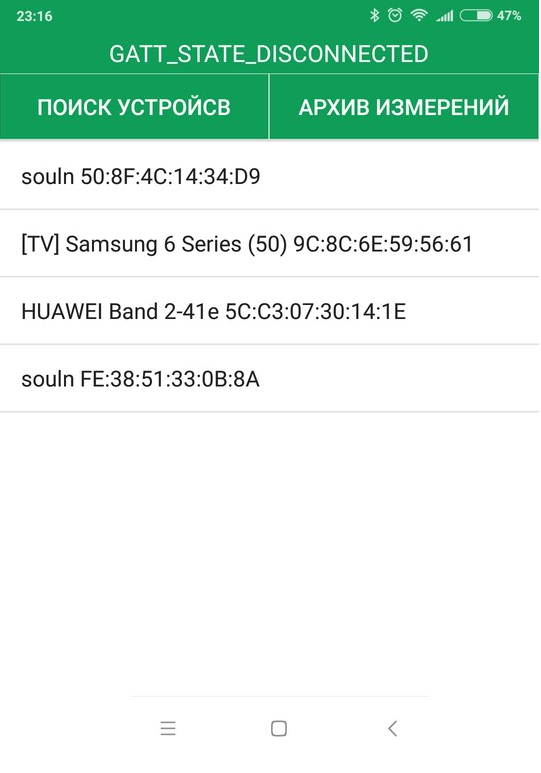 23:16 47%
GATT_STATE_DISCONNECTED
ПОИСК УСТРОЙСВ АРХИВ ИЗМЕРЕНИЙ
souln 50:8F:4C:14:34:D9
[TV] Samsung 6 Series (50) 9C:8C:6E:59:56:61
HUAWEI Band 2-41e 5C:C3:07:30:14:1E
souln FE:38:51:33:0B:8A